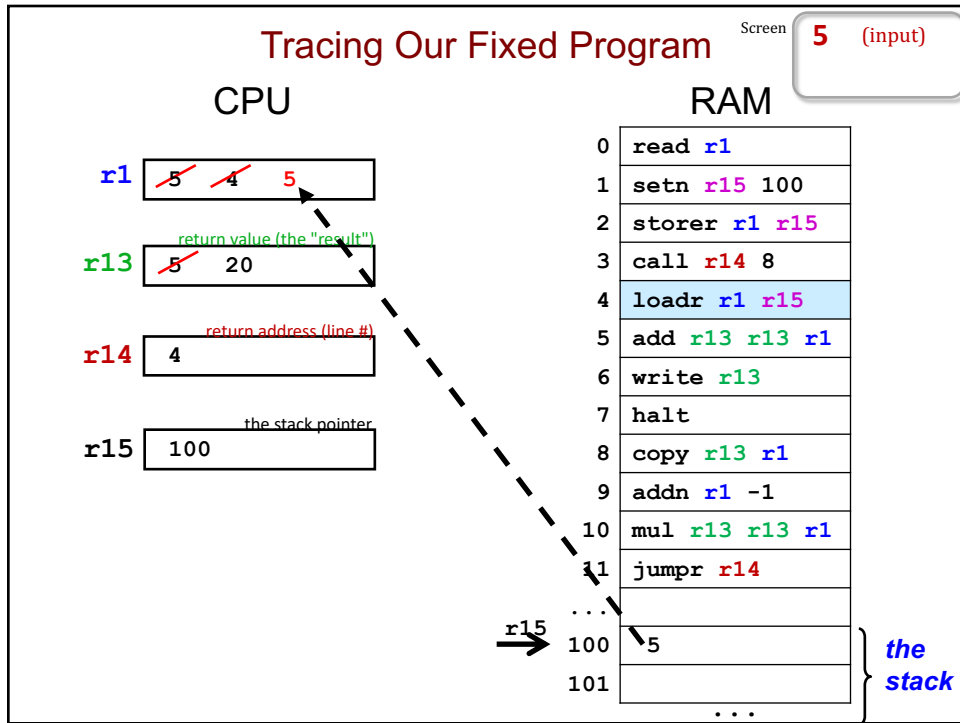 Tracing Our Fixed Program
Screen
5 (input)
CPU
r1
5 4 5
return value (the "result")
r13
5 20
return address (line #)
r14
4
the stack pointer
r15
100
RAM
0 read r1
1 setn r15 100
2 storer r1 r15
3 call r14 8
4 loadr r1 r15
5 add r13 r13 r1
6 write r13
7 halt
8 copy r13 r1
9 addn r1 -1
10 mul r13 r13 r1
11 jumpr r14
...
r15
100 5
101
the
stack
...